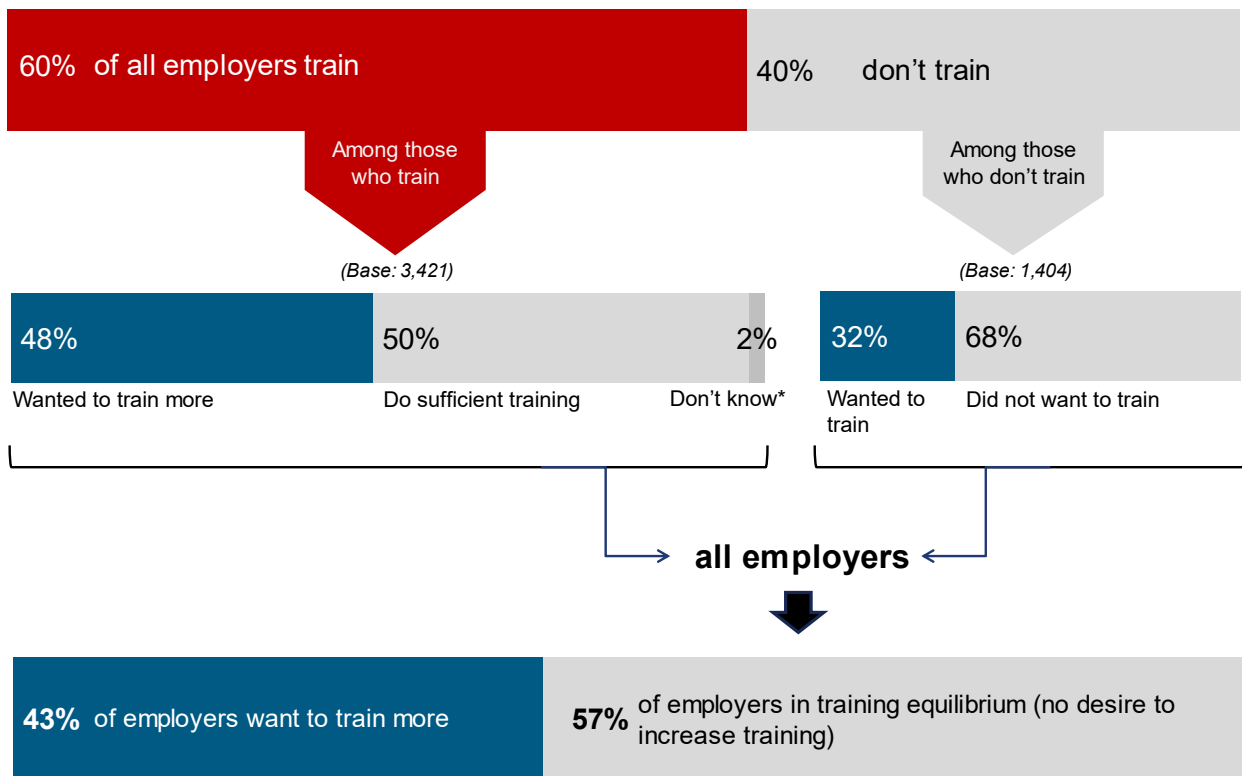 60% of all employers train
40% don’t train
Among those
who train
Among those
who don’t train
(Base: 3,421)
(Base: 1,404)
48%
50%
2%
32%
68%
Wanted to train more
Do sufficient training
Don’t know*
Wanted to
train
Did not want to train
all employers
43% of employers want to train more
57% of employers in training equilibrium (no desire to
increase training)